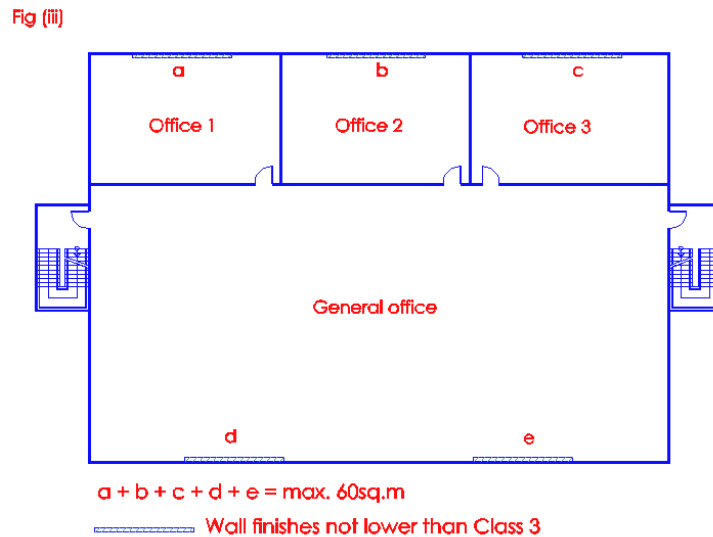 Fig (iii)
a
b
c
Office 1
Office 2
Office 3
General office
d
e
a + b + c + d + e = max. 60sq.m
Wall finishes not lower than Class 3